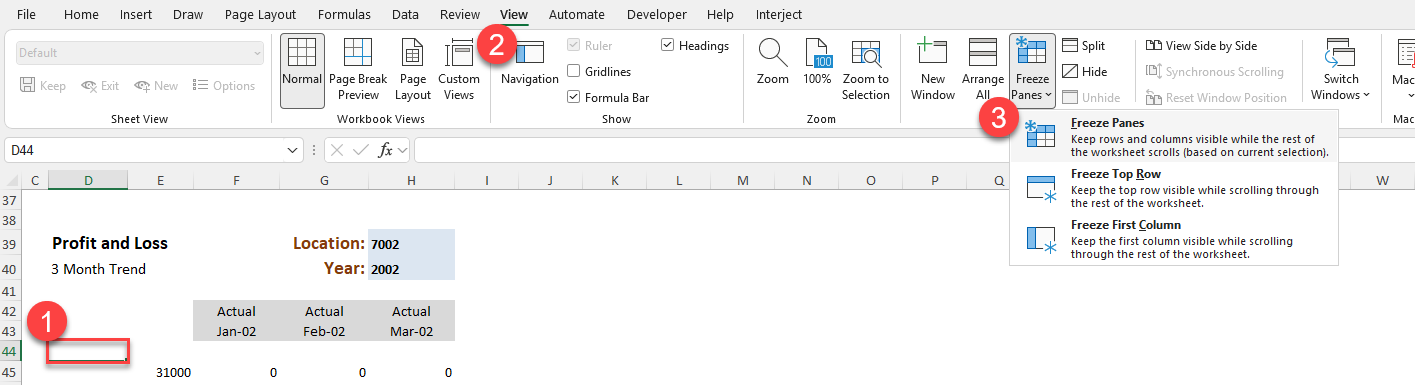 File Home Insert Draw Page Layout Formulas Data Review View Automate Developer Help Interject
2
Default
Keep Exit New Options
Sheet View
Normal
Page Break Preview
Page Layout
Custom Views
Workbook Views
Navigation
Ruler
Gridlines
Formula Bar
Headings
Show
Zoom
100
100%
Zoom to Selection
Zoom
New Window
Arrange All
Freeze Panes
Split
Hide
Unhide
View Side by Side
Synchronous Scrolling
Reset Window Position
Switch Windows
Mac
Mac
3
Freeze Panes
Keep rows and columns visible while the rest of
the worksheet scrolls (based on current selection).
Freeze Top Row
Keep the top row visible while scrolling through
the rest of the worksheet.
Freeze First Column
Keep the first column visible while scrolling
through the rest of the worksheet.
D44 fx
C D E F G H I J K L M N O P Q W
37
38
39 Profit and Loss Location: 7002
40 3 Month Trend Year: 2002
41
42 Actual Actual Actual
1
43 Jan-02 Feb-02 Mar-02
44
45 31000 0 0 0